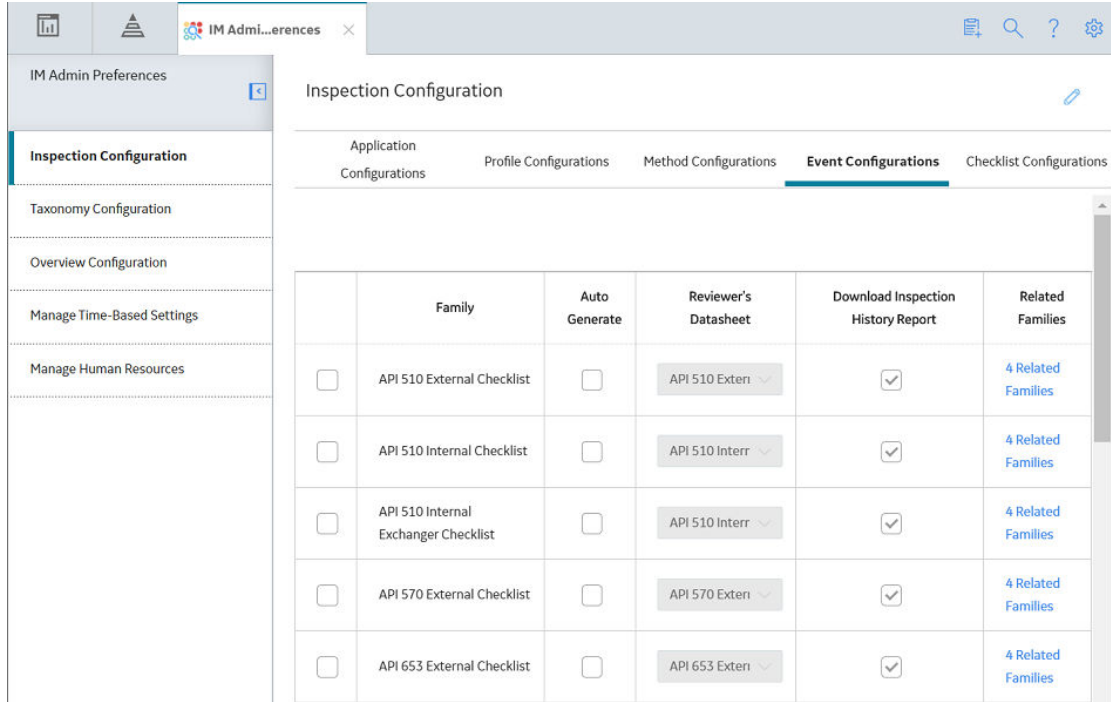 IM Admi...erences
?
IM Admin Preferences
Inspection Configuration
Inspection Configuration
Taxonomy Configuration
Overview Configuration
Manage Time-Based Settings
Manage Human Resources
Application
Configurations
Profile Configurations
Method Configurations
Event Configurations
Checklist Configurations
Family
Auto
Generate
Reviewer's
Datasheet
Download Inspection
History Report
Related
Families
API 510 External Checklist
API 510 Exteri
4 Related
Families
API 510 Internal Checklist
API 510 Interr
4 Related
Families
API 510 Internal
Exchanger Checklist
API 510 Interr
4 Related
Families
API 570 External Checklist
API 570 Exteri
4 Related
Families
API 653 External Checklist
API 653 Exteri
4 Related
Families